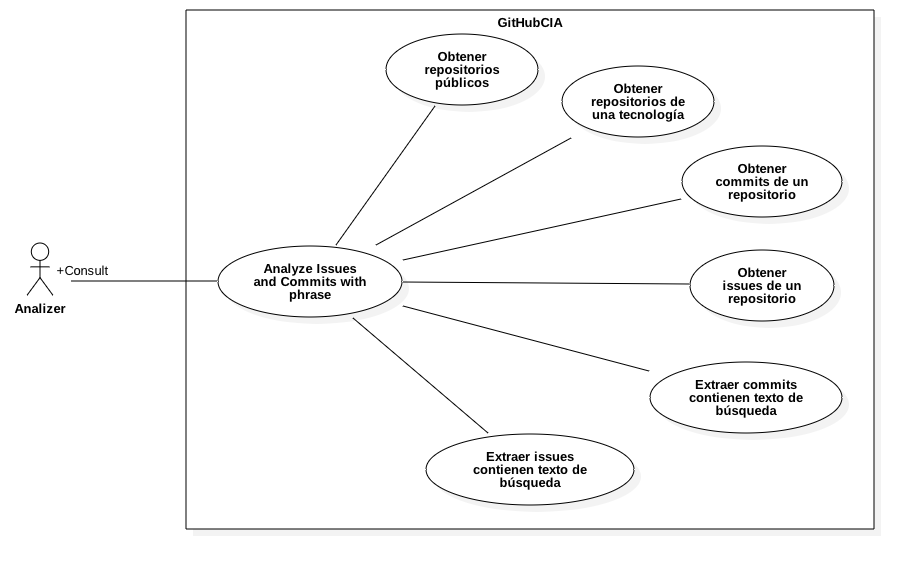 GitHubCIA
Obtener
repositorios
públicos
Obtener
repositorios de
una tecnología
Obtener
commits de un
repositorio
+Consult
Analizer
Analyze Issues
and Commits with
phrase
Obtener
issues de un
repositorio
Extraer commits
contienen texto de
búsqueda
Extraer issues
contienen texto de
búsqueda